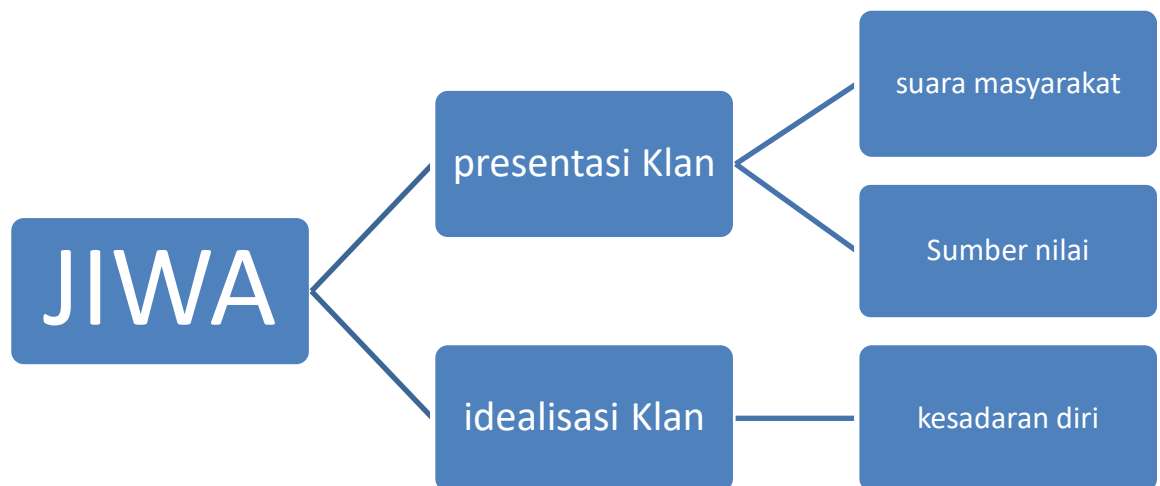 JIWA
presentasi Klan
suara masyarakat
Sumber nilai
idealisasi Klan
kesadaran diri